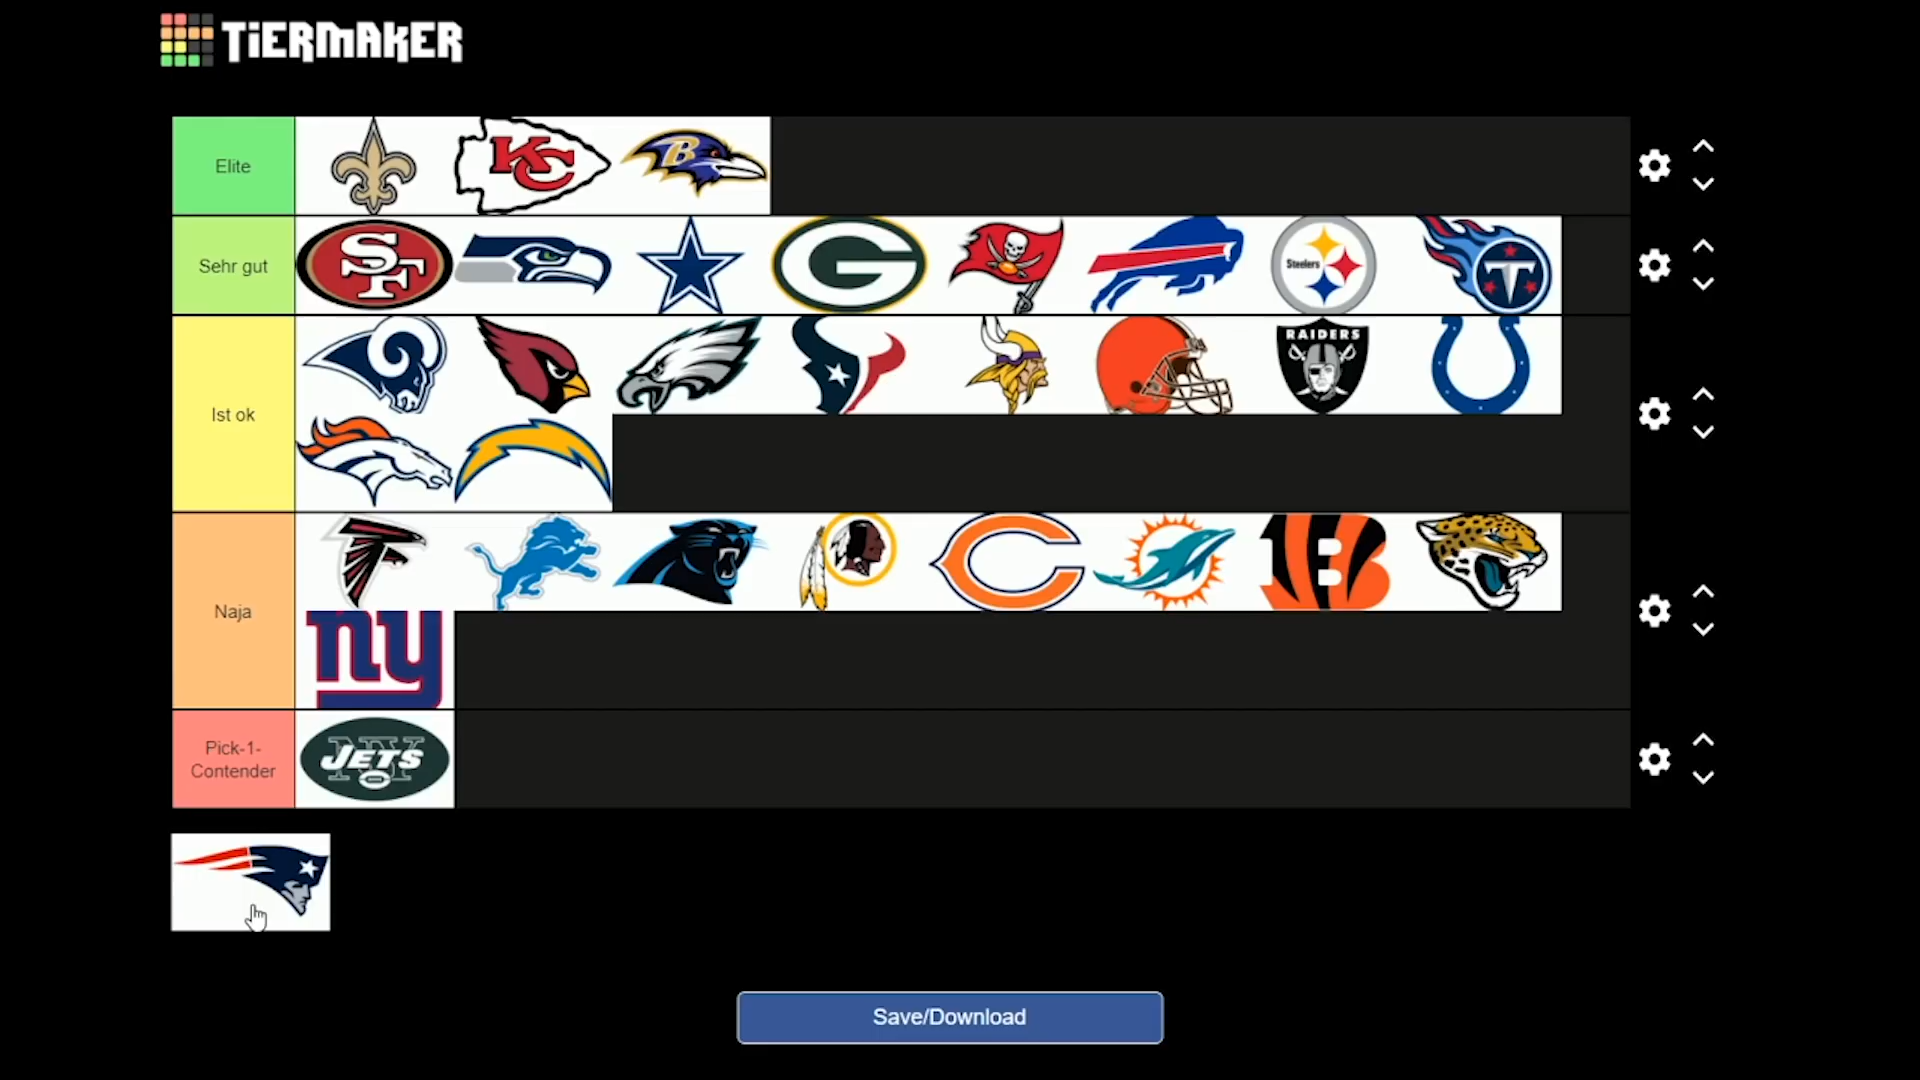 TiERMAKER
Elite
KC
B
Sehr gut
SF
G
Steelers
T
Ist ok
RAIDERS
Naja
C
B
ny
Pick-1-
Contender
NY
JETS
Save/Download